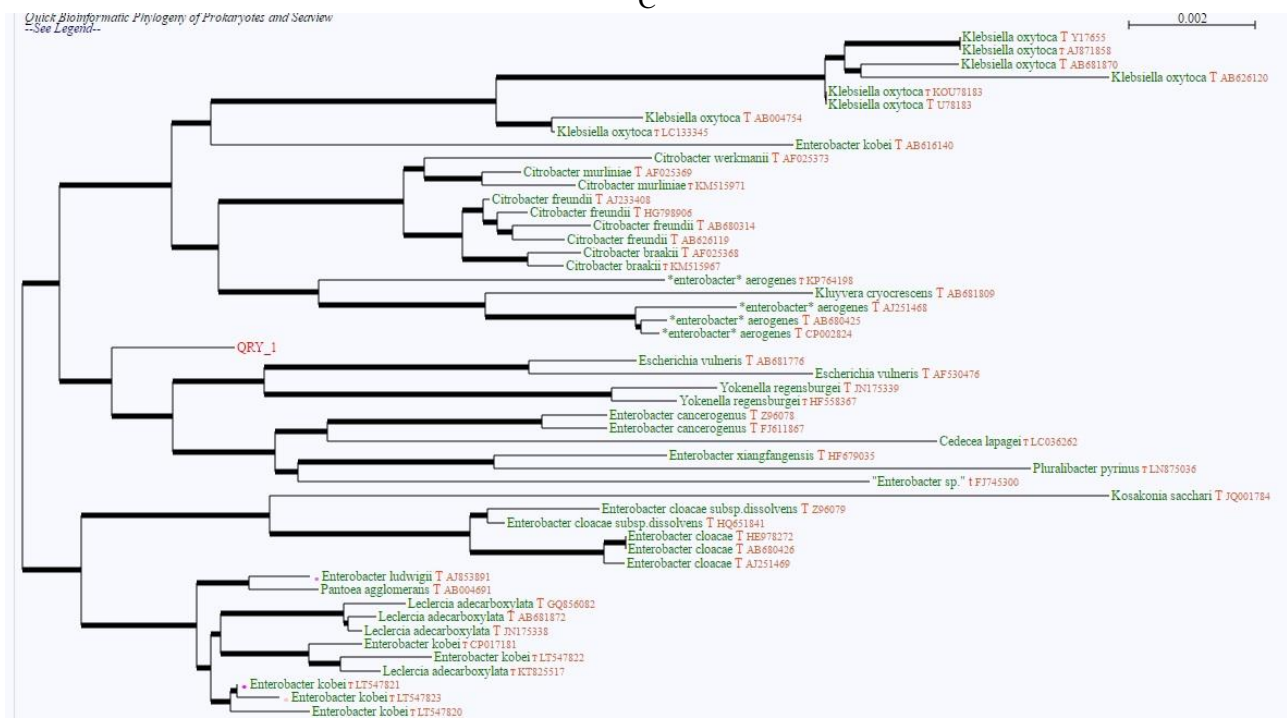 C
Quick Bioinformatic Phylogeny of Prokaryotes and Seaview
--See Legend--
0.002
Klebsiella oxytoca T Y17655
Klebsiella oxytoca T AJ871858
Klebsiella oxytoca T AB681870
Klebsiella oxytoca T AB626120
Klebsiella oxytoca T KOU78183
Klebsiella oxytoca T U78183
Klebsiella oxytoca T AB004754
Klebsiella oxytoca T LC133345
Enterobacter kobei T AB616140
Citrobacter werkmanii T AF025373
Citrobacter murliniae T AF025369
Citrobacter murliniae T KM515971
Citrobacter freundii T AJ233408
Citrobacter freundii T HG798906
Citrobacter freundii T AB680314
Citrobacter freundii T AB626119
Citrobacter braakii T AF025368
Citrobacter braakii T KM515967
*enterobacter* aerogenes T KP764198
Kluyvera cryocrescens T AB681809
*enterobacter* aerogenes T AJ251468
*enterobacter* aerogenes T AB680425
*enterobacter* aerogenes T CP002824
QRY_1
Escherichia vulneris T AB681776
Escherichia vulneris T AF530476
Yokenella regensburgei T JN175339
Yokenella regensburgei T HF558367
Enterobacter cancerogenus T Z96078
Enterobacter cancerogenus T FJ611867
Cedecea lapagei T LC036262
Enterobacter xiangfangensis T HF679035
Pluralibacter pyrinus T LN875036
"Enterobacter sp." t FJ745300
Kosakonia sacchari T JQ001784
Enterobacter cloacae subsp.dissolvens T Z96079
Enterobacter cloacae subsp.dissolvens T HQ651841
Enterobacter cloacae T HE978272
Enterobacter cloacae T AB680426
Enterobacter cloacae T AJ251469
Enterobacter ludwigii T AJ853891
Pantoea agglomerans T AB004691
Leclercia adecarboxylata T GQ856082
Leclercia adecarboxylata T AB681872
Leclercia adecarboxylata T JN175338
Enterobacter kobei T CP017181
Enterobacter kobei T LT547822
Leclercia adecarboxylata T KT825517
Enterobacter kobei T LT547821
Enterobacter kobei T LT547823
Enterobacter kobei T LT547820